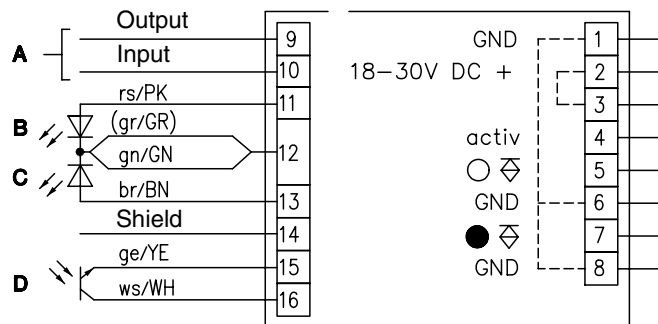 A
Output
9
Input
10
rs/PK
11
B
(gr/GR)
12
gn/GN
C
br/BN
13
Shield
14
ge/YE
15
D
ws/WH
16
GND
1
18-30V DC +
2
3
activ
4
5
GND
6
7
GND
8